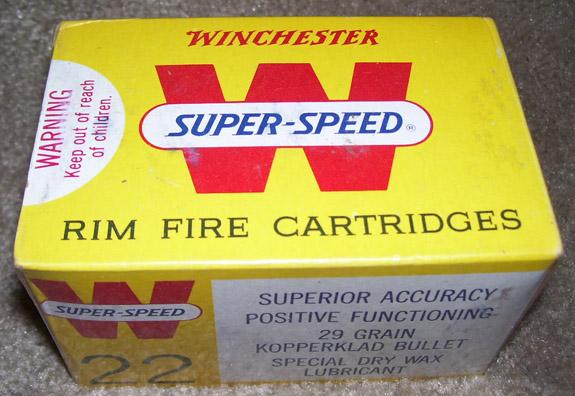 WINCHESTER
SUPER-SPEED®
WARNING
Keep out of reach
of children.
RIM FIRE CARTRIDGES
SUPER-SPEED
22
SUPERIOR ACCURACY
POSITIVE FUNCTIONING
29 GRAIN
KOPPERKLAD BULLET
SPECIAL DRY WAX
LUBRICANT